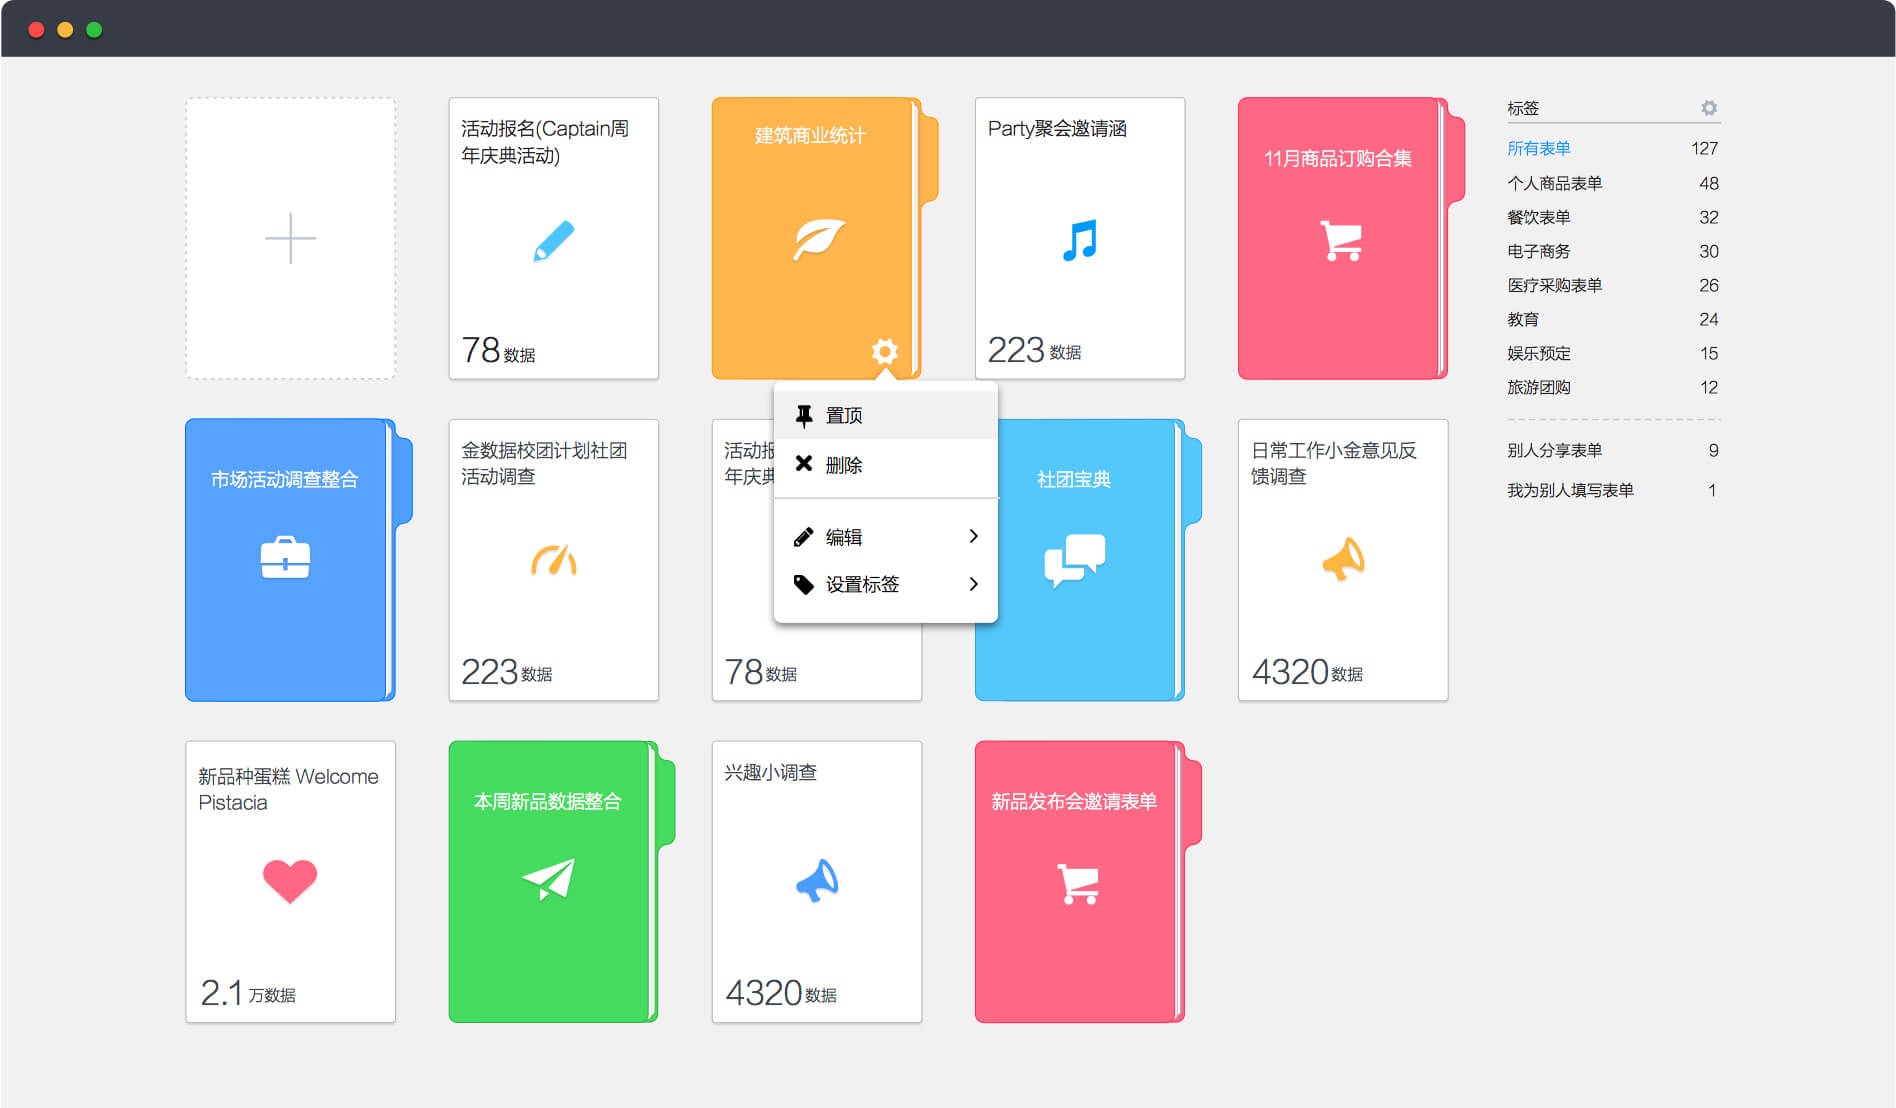 活动报名(Captain周
年庆典活动)
78 数据
建筑商业统计
Party聚会邀请涵
223 数据
11月商品订购合集
置顶
删除
编辑
设置标签
市场活动调查整合
金数据校团计划社团
活动调查
223 数据
活动报
年庆典
78 数据
社团宝典
日常工作小金意见反
馈调查
4320 数据
新品种蛋糕 Welcome
Pistacia
2.1 万数据
本周新品数据整合
兴趣小调查
4320 数据
新品发布会邀请表单
标签
所有表单 127
个人商品表单 48
餐饮表单 32
电子商务 30
医疗采购表单 26
教育 24
娱乐预定 15
旅游团购 12
别人分享表单 9
我为别人填写表单 1